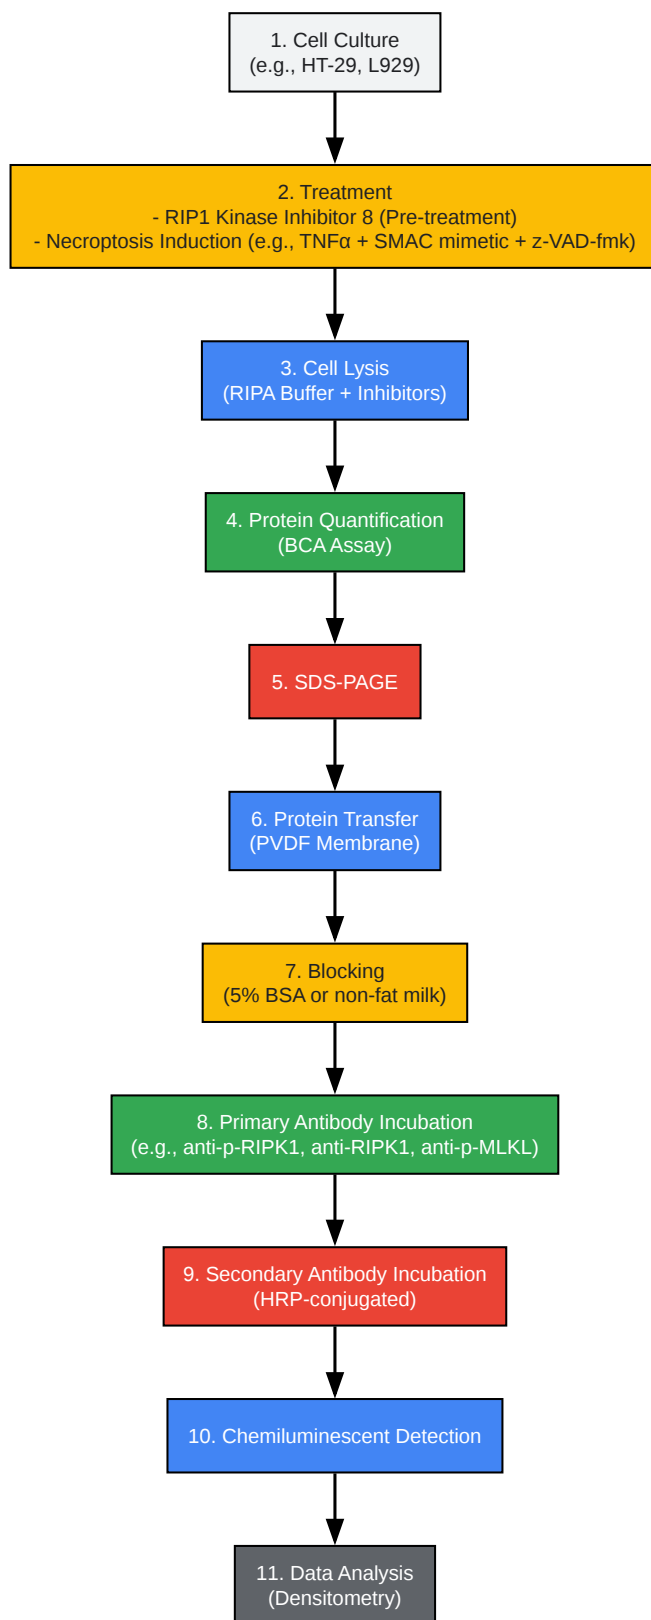 1. Cell Culture
(e.g., HT-29, L929)
2. Treatment
- RIP1 Kinase Inhibitor 8 (Pre-treatment)
- Necroptosis Induction (e.g., TNFα + SMAC mimetic + z-VAD-fmk)
3. Cell Lysis
(RIPA Buffer + Inhibitors)
4. Protein Quantification
(BCA Assay)
5. SDS-PAGE
6. Protein Transfer
(PVDF Membrane)
7. Blocking
(5% BSA or non-fat milk)
8. Primary Antibody Incubation
(e.g., anti-p-RIPK1, anti-RIPK1, anti-p-MLKL)
9. Secondary Antibody Incubation
(HRP-conjugated)
10. Chemiluminescent Detection
11. Data Analysis
(Densitometry)